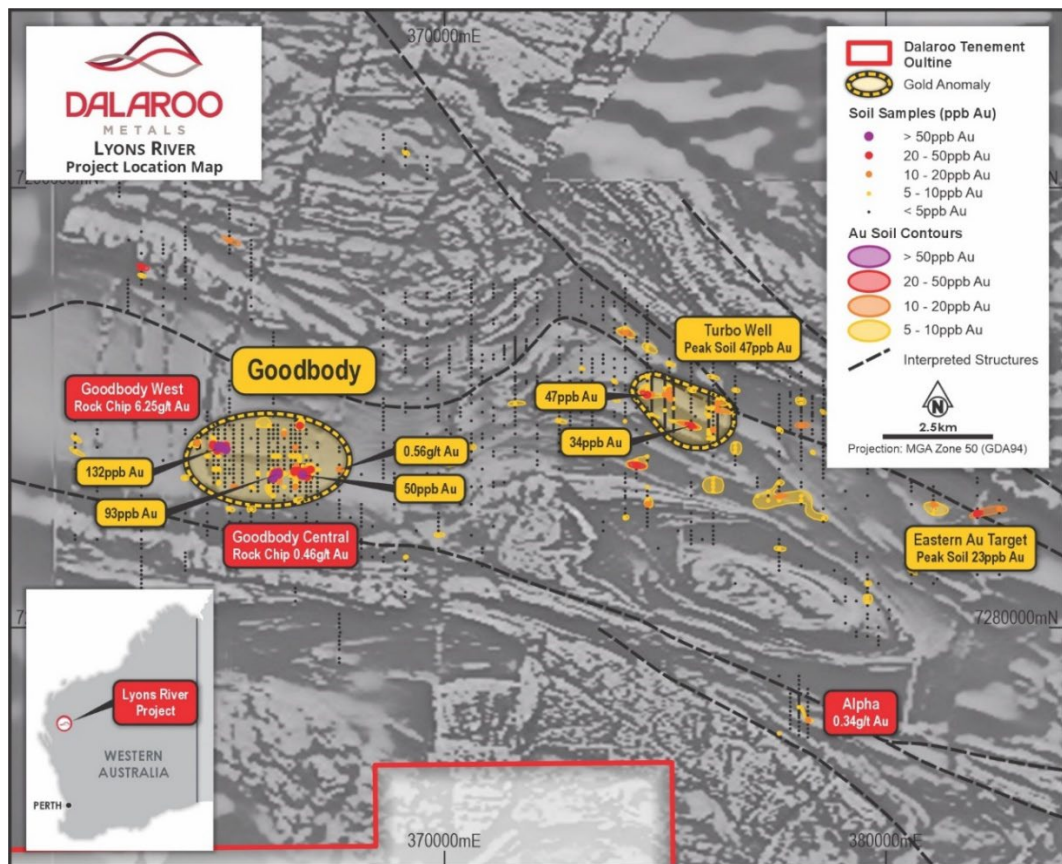 DALAROO
METALS
LYONS RIVER
Project Location Map
370000mE
Dalaroo Tenement
Oultine
Gold Anomaly
Soil Samples (ppb Au)
> 50ppb Au
20 - 50ppb Au
10 - 20ppb Au
5 - 10ppb Au
< 5ppb Au
Au Soil Contours
> 50ppb Au
20 - 50ppb Au
10 - 20ppb Au
5 - 10ppb Au
Interpreted Structures
N
2.5km
Projection: MGA Zone 50 (GDA94)
Turbo Well
Peak Soil 47ppb Au
Goodbody
Goodbody West
Rock Chip 6.25g/t Au
47ppb Au
34ppb Au
0.56g/t Au
132ppb Au
50ppb Au
93ppb Au
Goodbody Central
Rock Chip 0.46g/t Au
Eastern Au Target
Peak Soil 23ppb Au
7280000mN
Lyons River
Project
WESTERN
AUSTRALIA
PERTH
Alpha
0.34g/t Au
370000mE
380000mE